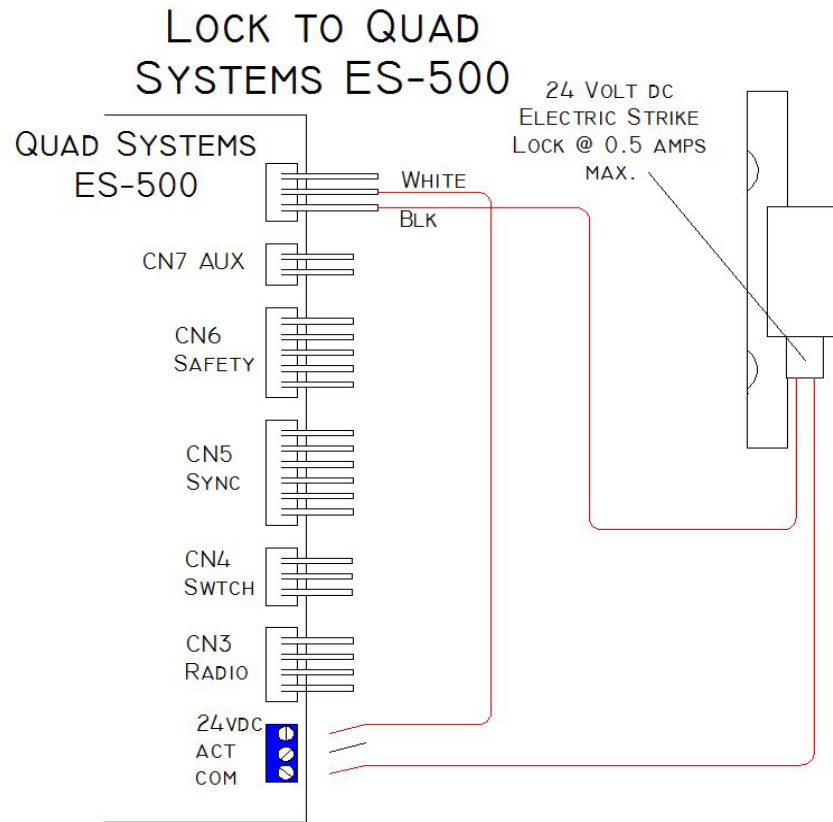 LOCK TO QUAD
SYSTEMS ES-500
24 VOLT DC
ELECTRIC STRIKE
LOCK @ 0.5 AMPS
MAX.
QUAD SYSTEMS
ES-500
WHITE
BLK
CN7 AUX
CN6
SAFETY
CN5
SYNC
CN4
SWTCH
CN3
RADIO
24VDC
ACT
COM